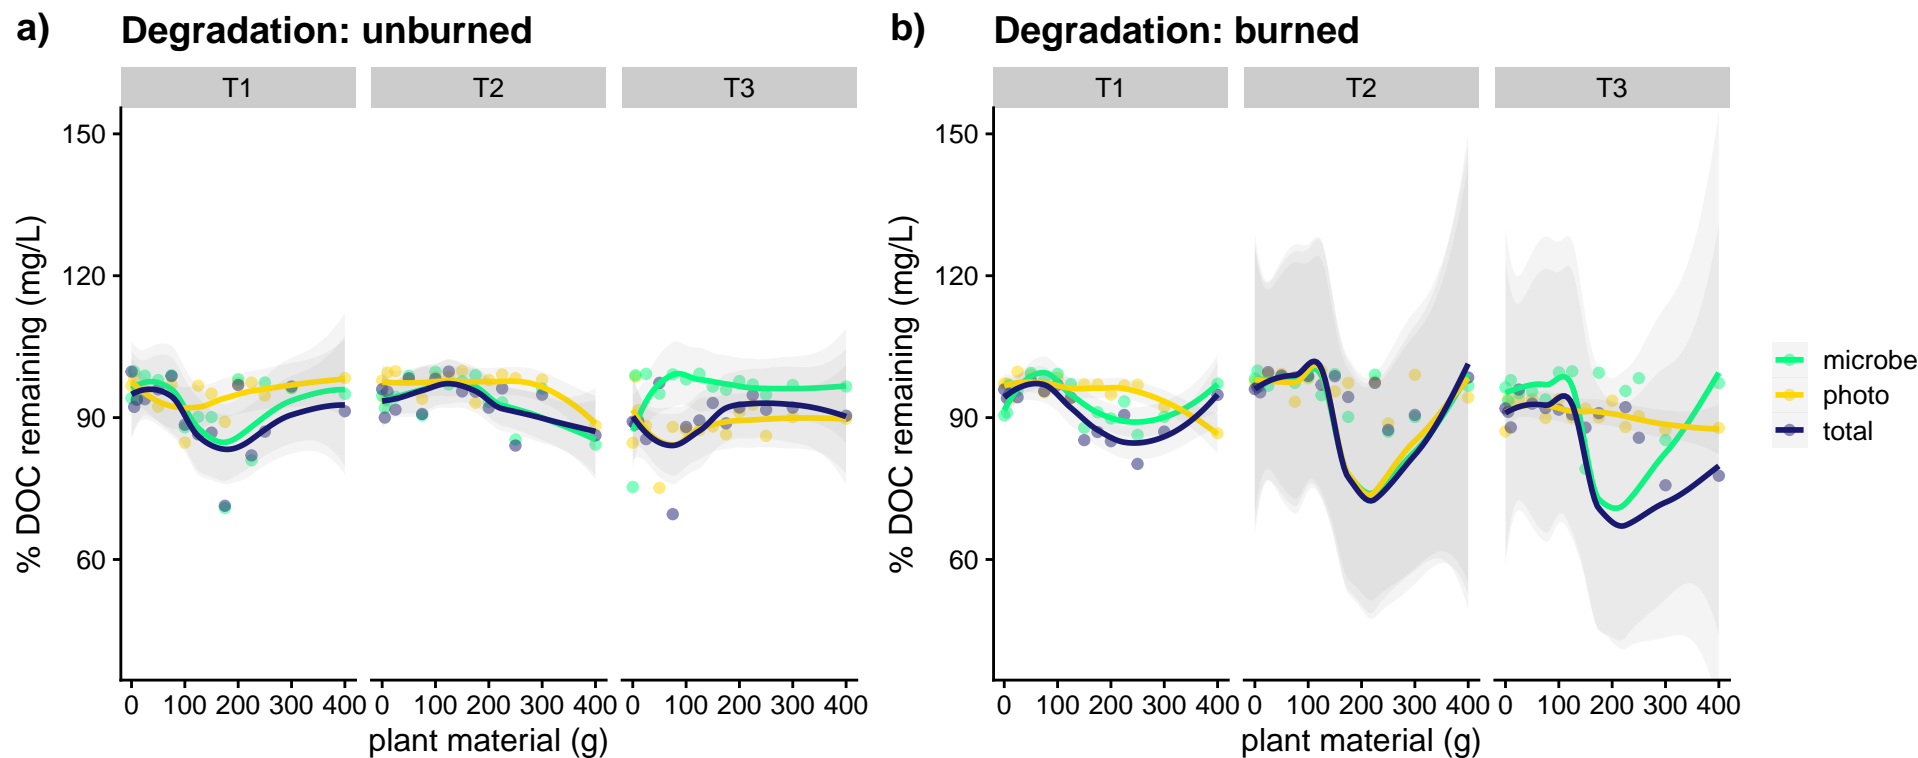 a) Degradation: unburned
T1 T2 T3
150
120
90
60
% DOC remaining (mg/L)
0 100 200 300 400 0 100 200 300 400 0 100 200 300 400
plant material (g)
b) Degradation: burned
T1 T2 T3
150
120
90
60
% DOC remaining (mg/L)
0 100 200 300 400 0 100 200 300 400 0 100 200 300 400
plant material (g)
microbe
photo
total